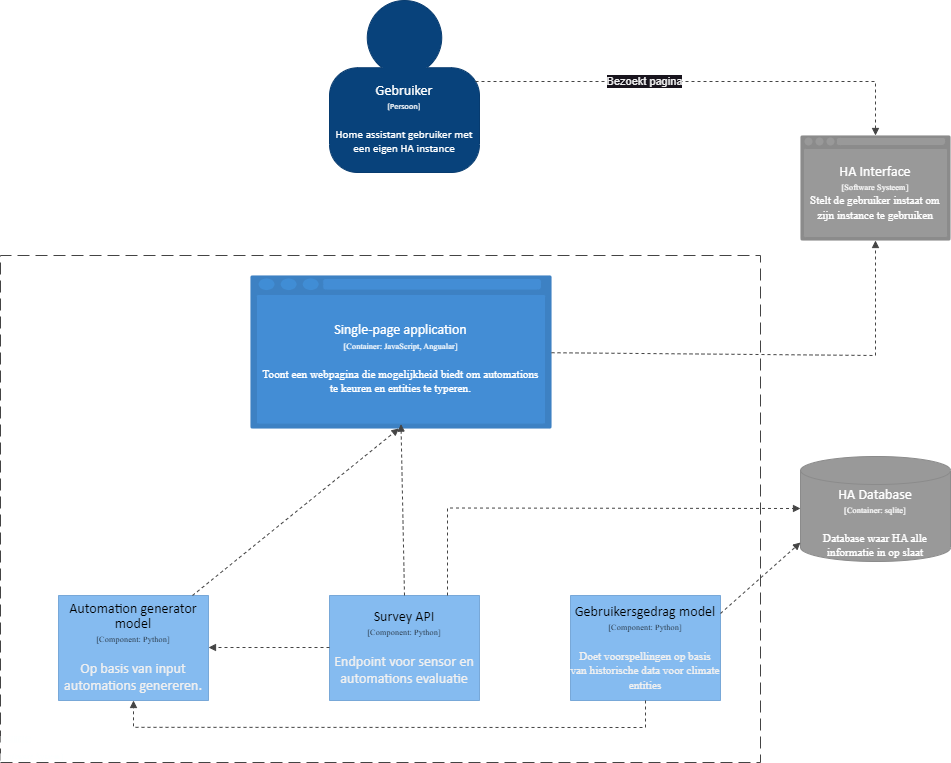 Gebruiker
[Persoon]
Home assistant gebruiker met
een eigen HA instance
Bezoekt pagina
HA Interface
[Software Systeem]
Stelt de gebruiker instaat om
zijn instance te gebruiken
Single-page application
[Container: JavaScript, Angualar]
Toont een webpagina die mogelijkheid biedt om automations
te keuren en entities te typeren.
HA Database
[Container: sqlite]
Database waar HA alle
informatie in op slaat
Automation generator
model
[Component: Python]
Op basis van input
automations genereren.
Survey API
[Component: Python]
Endpoint voor sensor en
automations evaluatie
Gebruikersgedrag model
[Component: Python]
Doet voorspellingen op basis
van historische data voor climate
entities